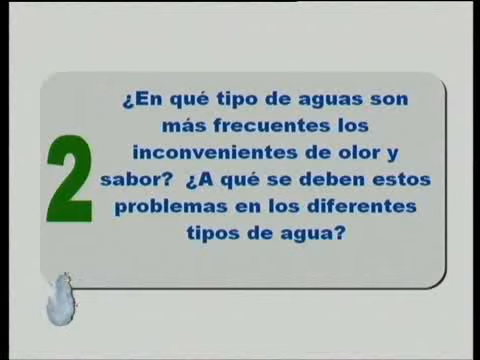 2
¿En qué tipo de aguas son
más frecuentes los
inconvenientes de olor y
sabor? ¿A qué se deben estos
problemas en los diferentes
tipos de agua?